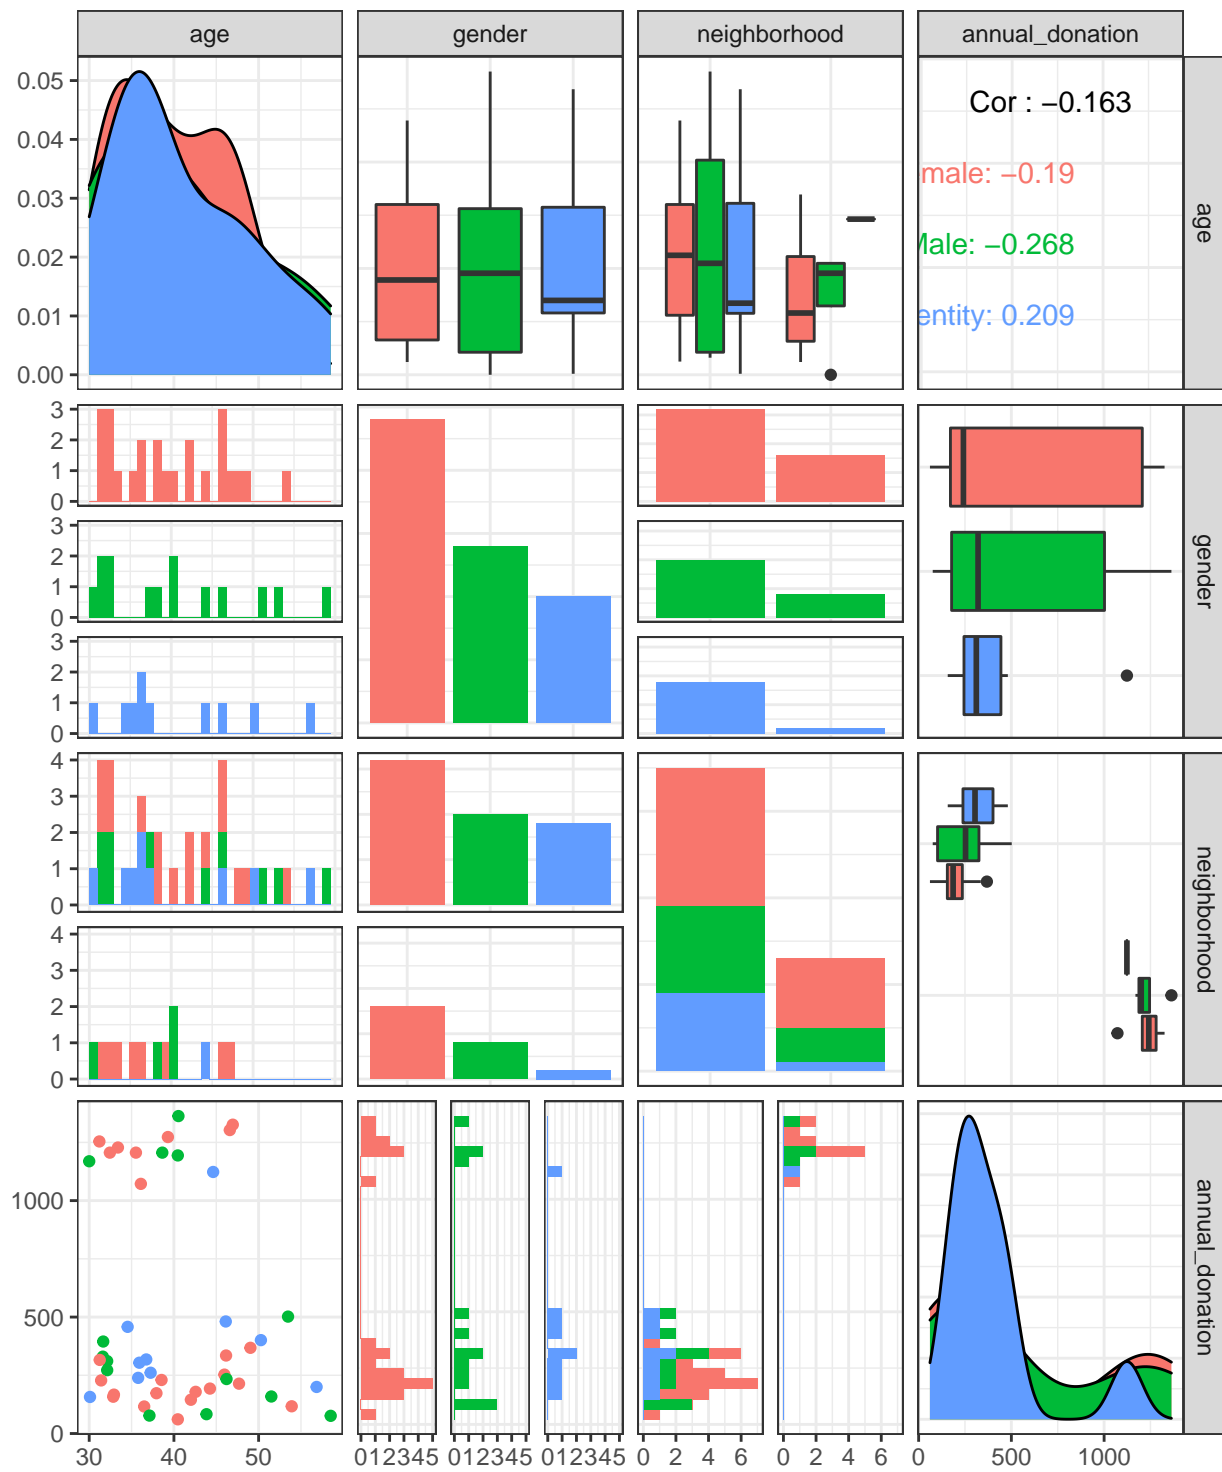 age gender neighborhood annual_donation
0.05
0.04
0.03
0.02
0.01
0.00
Cor : −0.163
male: −0.19
Male: −0.268
entity: 0.209
age
3
2
1
0
3
2
1
0
3
2
1
0
gender
4
3
2
1
0
4
3
2
1
0
neighborhood
1000
500
0
annual_donation
30 40 50
012345 012345 012345
0 2 4 6 0 2 4 6
0 500 1000